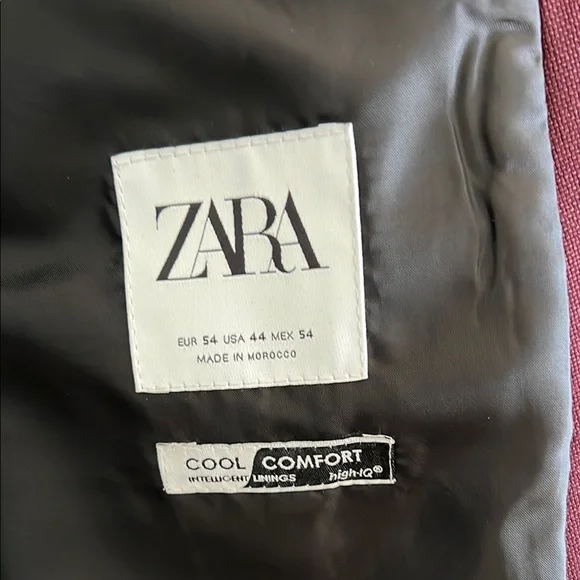 ZARA
EUR 54 USA 44 MEX 54
MADE IN MOROCCO
COOL COMFORT
INTELLIGENT LININGS high-IQ®